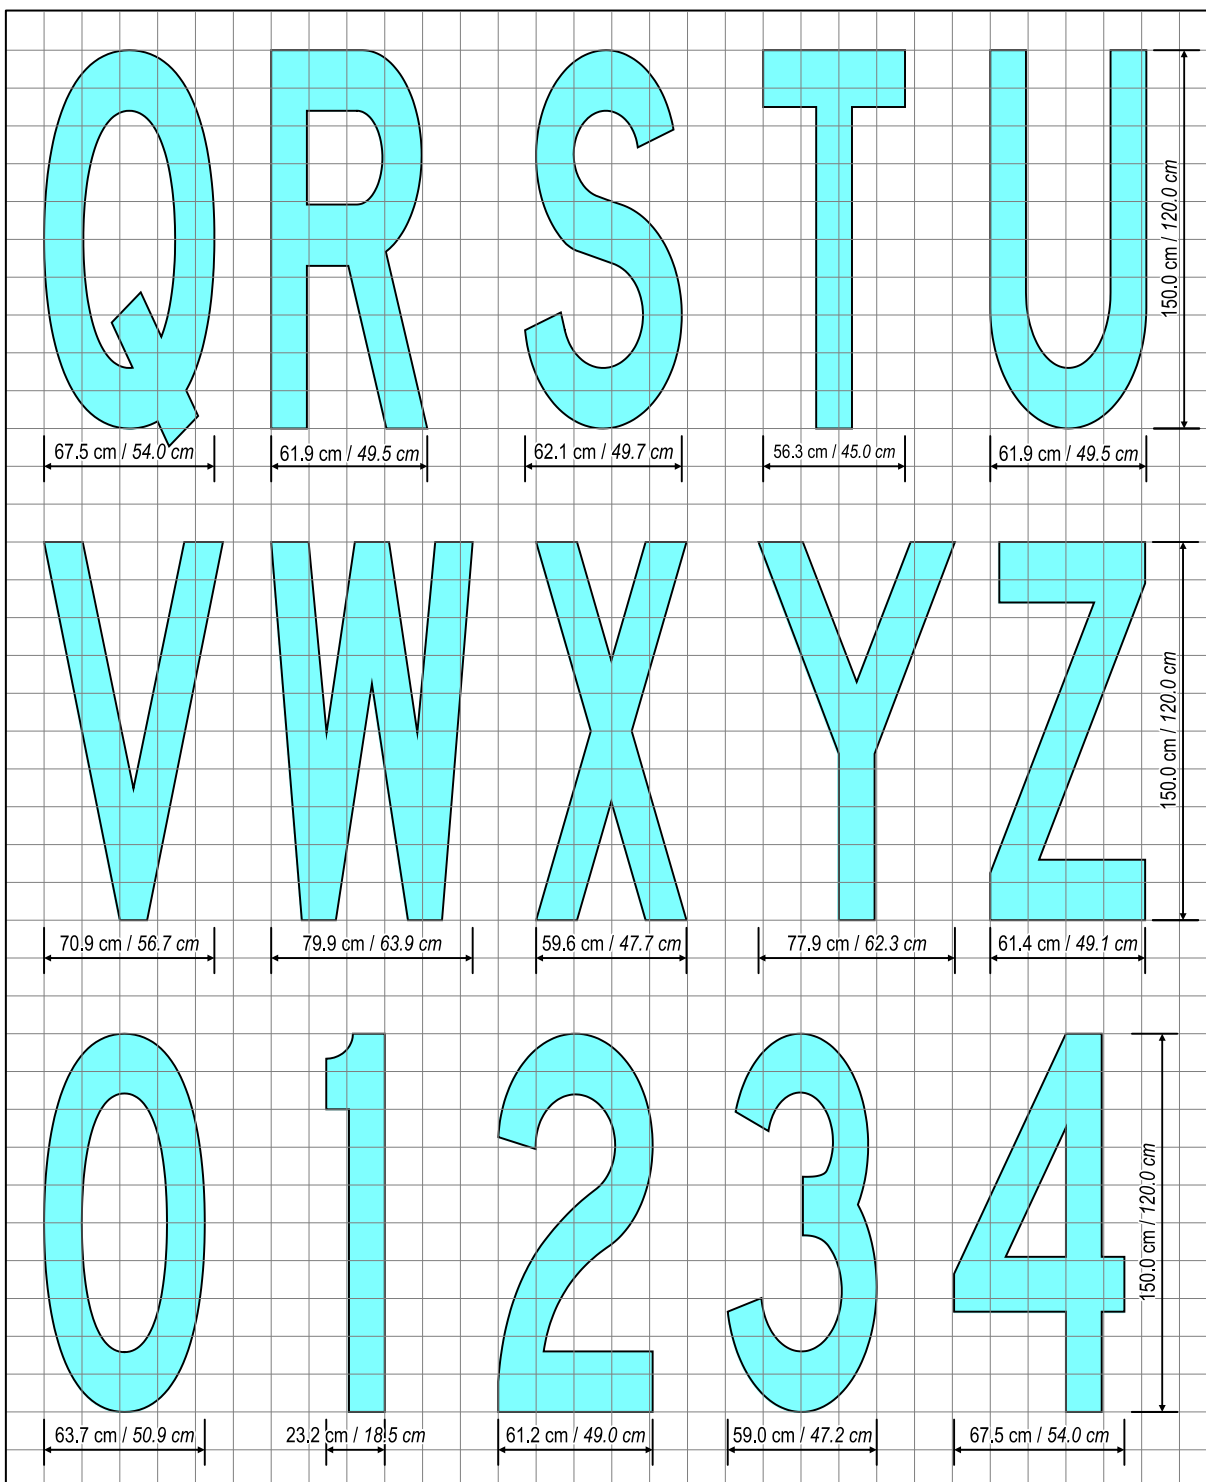 Q R S T U
150.0 cm / 120.0 cm
67.5 cm / 54.0 cm 61.9 cm / 49.5 cm 62.1 cm / 49.7 cm 56.3 cm / 45.0 cm 61.9 cm / 49.5 cm
V W X Y Z
150.0 cm / 120.0 cm
70.9 cm / 56.7 cm 79.9 cm / 63.9 cm 59.6 cm / 47.7 cm 77.9 cm / 62.3 cm 61.4 cm / 49.1 cm
0 1 2 3 4
150.0 cm / 120.0 cm
63.7 cm / 50.9 cm 23.2 cm / 18.5 cm 61.2 cm / 49.0 cm 59.0 cm / 47.2 cm 67.5 cm / 54.0 cm